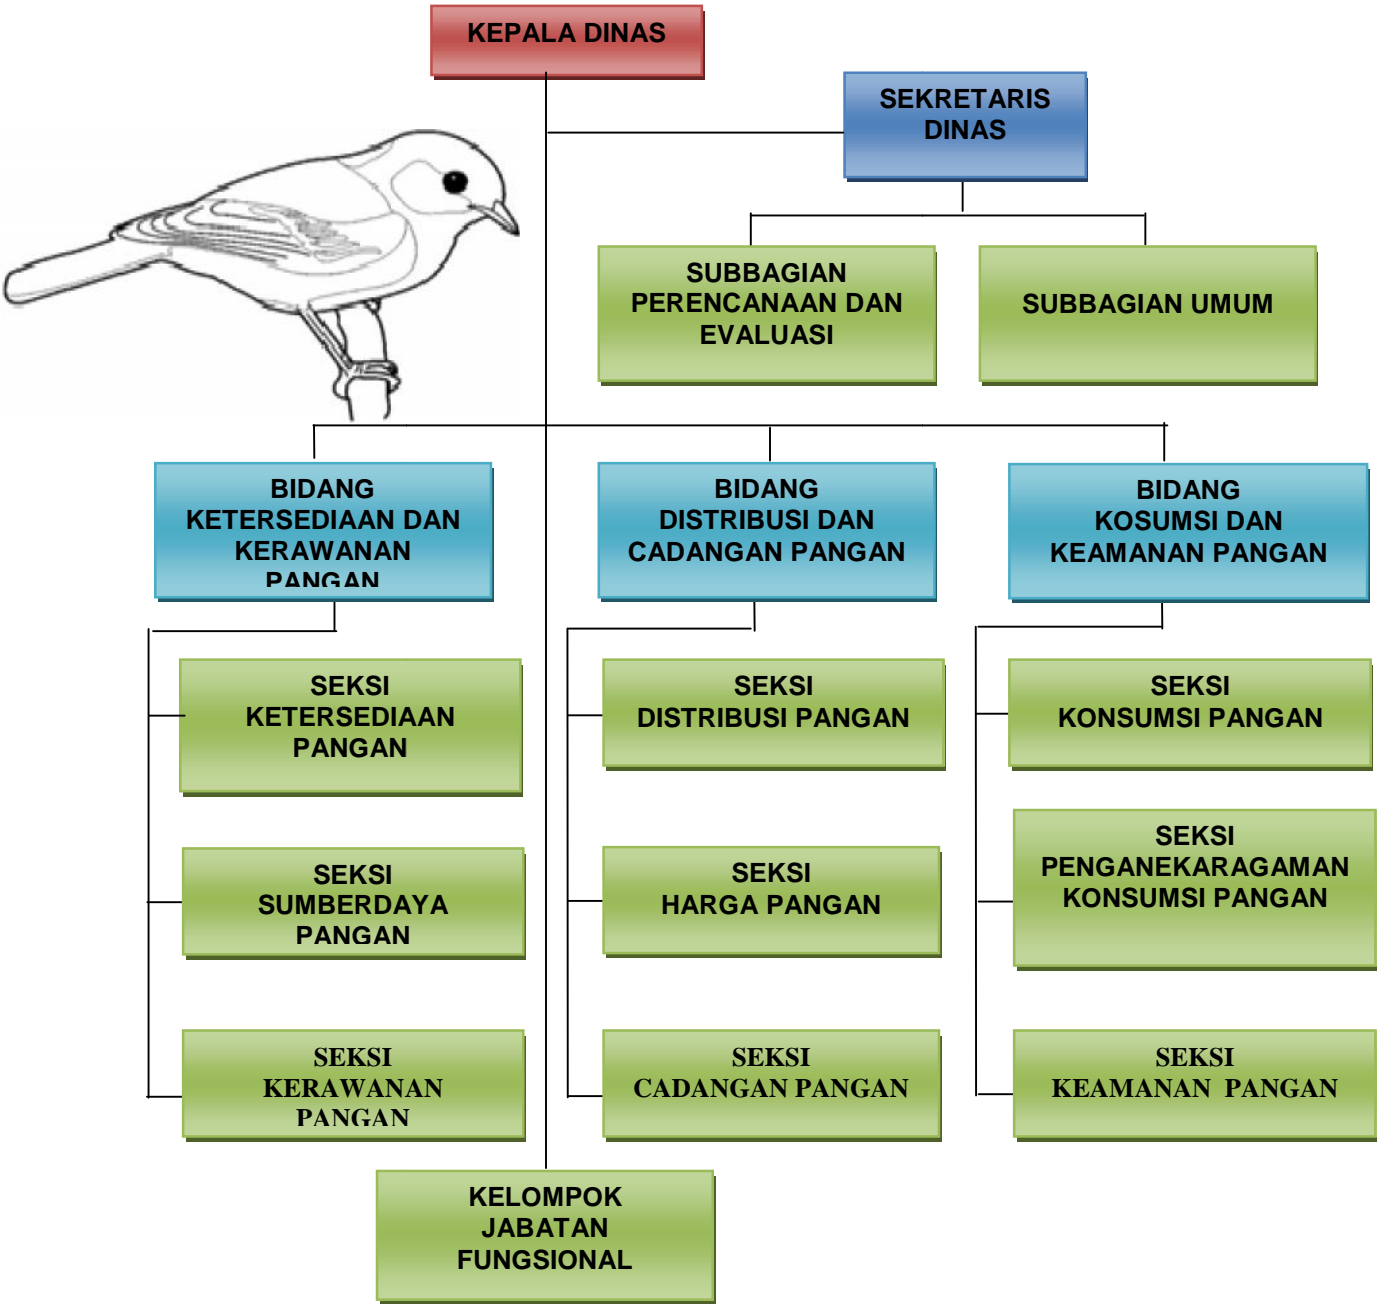 KEPALA DINAS
SEKRETARIS
DINAS
SUBBAGIAN
PERENCANAAN DAN
EVALUASI
SUBBAGIAN UMUM
BIDANG
KETERSEDIAAN DAN
KERAWANAN
PANGAN
BIDANG
DISTRIBUSI DAN
CADANGAN PANGAN
BIDANG
KOSUMSI DAN
KEAMANAN PANGAN
SEKSI
KETERSEDIAAN
PANGAN
SEKSI
DISTRIBUSI PANGAN
SEKSI
KONSUMSI PANGAN
SEKSI
SUMBERDAYA
PANGAN
SEKSI
HARGA PANGAN
SEKSI
PENGANEKARAGAMAN
KONSUMSI PANGAN
SEKSI
KERAWANAN
PANGAN
SEKSI
CADANGAN PANGAN
SEKSI
KEAMANAN  PANGAN
KELOMPOK
JABATAN
FUNGSIONAL